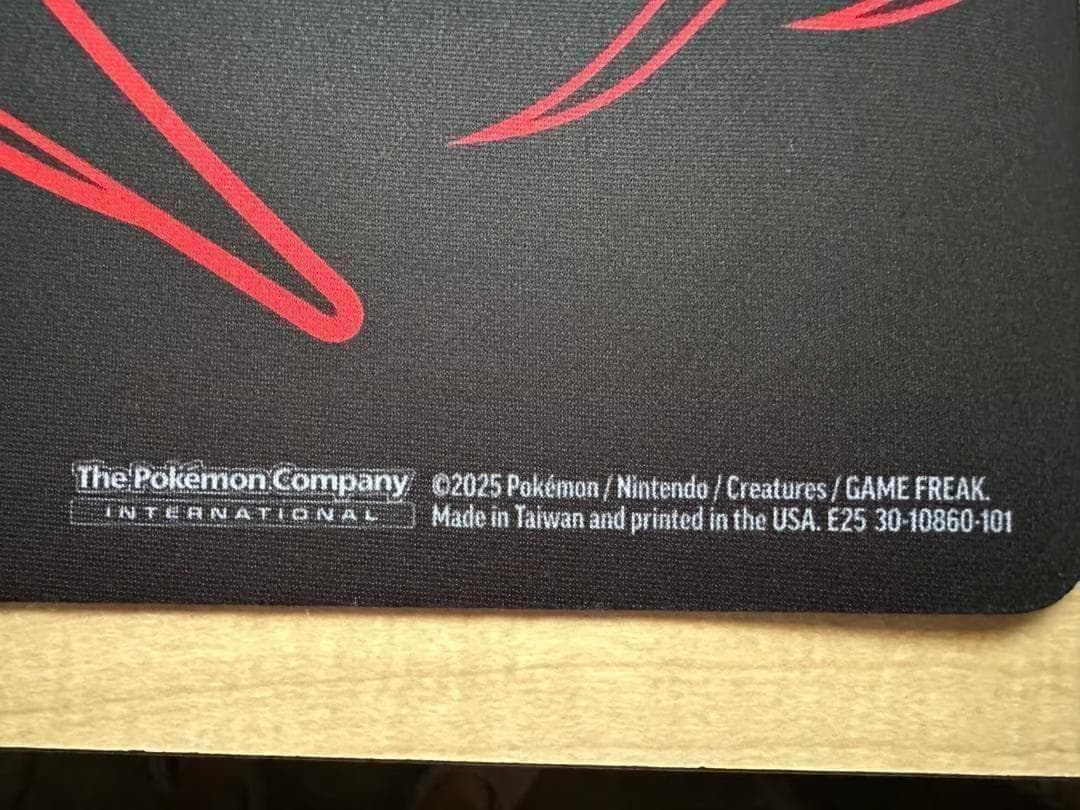 The Pokémon Company
INTERNATIONAL
©2025 Pokémon / Nintendo / Creatures / GAME FREAK.
Made in Taiwan and printed in the USA. E25 30-10860-101